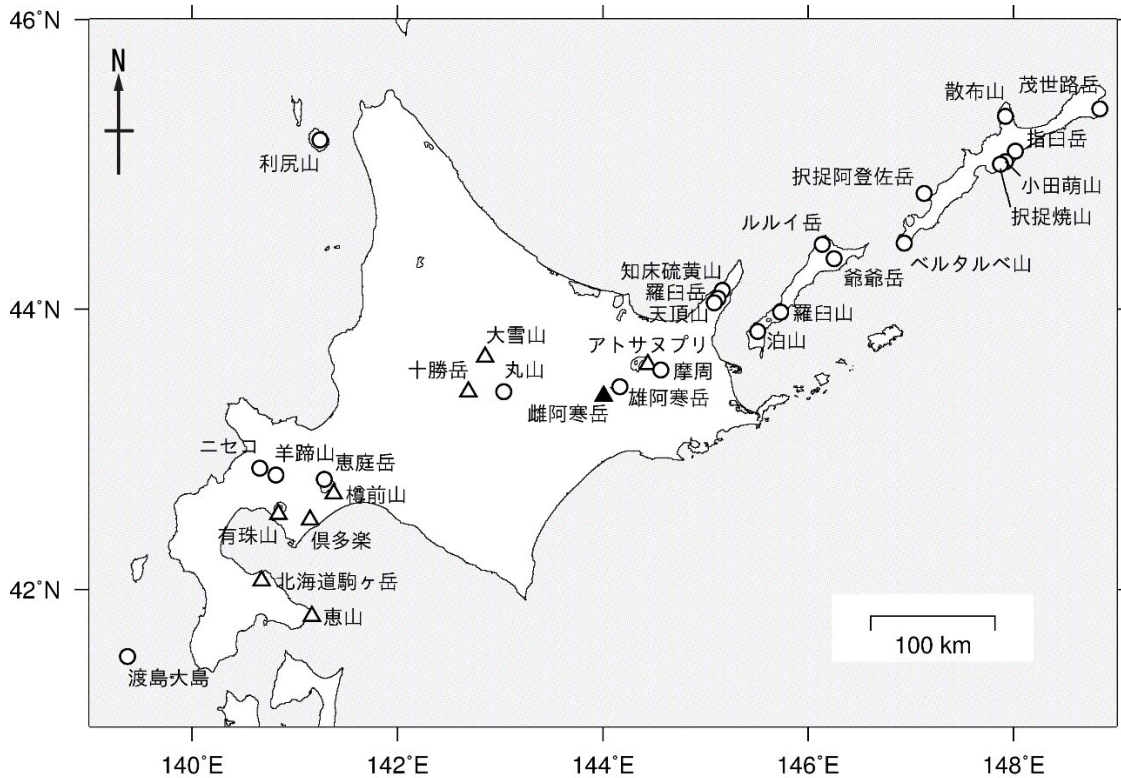 46°N
N
茂世路岳
散布山
利尻山
指臼岳
小田萌山
択捉焼山
択捉阿登佐岳
ルルイ岳
ベルタルベ山
爺爺岳
知床硫黄山
羅臼岳
44°N
天頂山
羅臼山
泊山
大雪山
アトサヌプリ
十勝岳
丸山
摩周
雄阿寒岳
雌阿寒岳
ニセコ
羊蹄山
恵庭岳
樽前山
有珠山
倶多楽
42°N
北海道駒ヶ岳
恵山
100 km
渡島大島
140°E
142°E
144°E
146°E
148°E